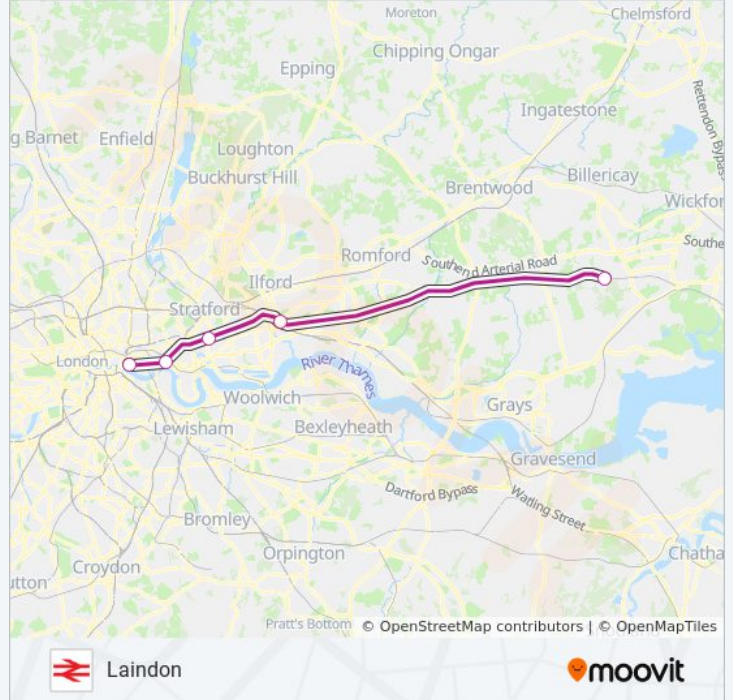 Moreton
Chelmsford
Chipping Ongar
Epping
Ingatestone
Rettendon Bypass
g Barnet
Enfield
Loughton
Buckhurst Hill
Billericay
Brentwood
Wickfor
Romford
Southe
Southend Arterial Road
Ilford
Stratford
London
River Thames
Woolwich
Grays
Lewisham
Bexleyheath
Gravesend
Dartford Bypass
Watling Street
Bromley
Orpington
Chatha
Croydon
utton
Pratt's Bottom
© OpenStreetMap contributors | © OpenMapTiles
Laindon
moovit